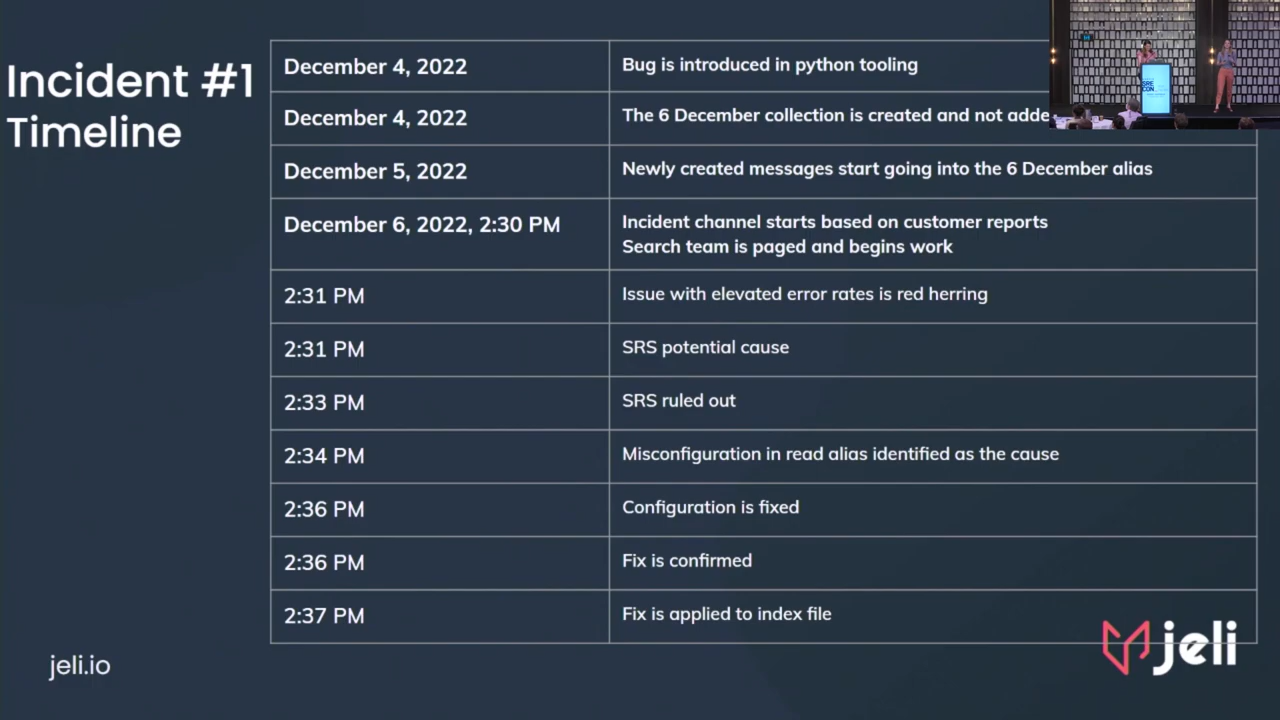 Incident #1
Timeline
December 4, 2022
Bug is introduced in python tooling
December 4, 2022
The 6 December collection is created and not adde
December 5, 2022
Newly created messages start going into the 6 December alias
December 6, 2022, 2:30 PM
Incident channel starts based on customer reports
Search team is paged and begins work
2:31 PM
Issue with elevated error rates is red herring
2:31 PM
SRS potential cause
2:33 PM
SRS ruled out
2:34 PM
Misconfiguration in read alias identified as the cause
2:36 PM
Configuration is fixed
2:36 PM
Fix is confirmed
2:37 PM
Fix is applied to index file
jeli.io
jeli
SRE
CON